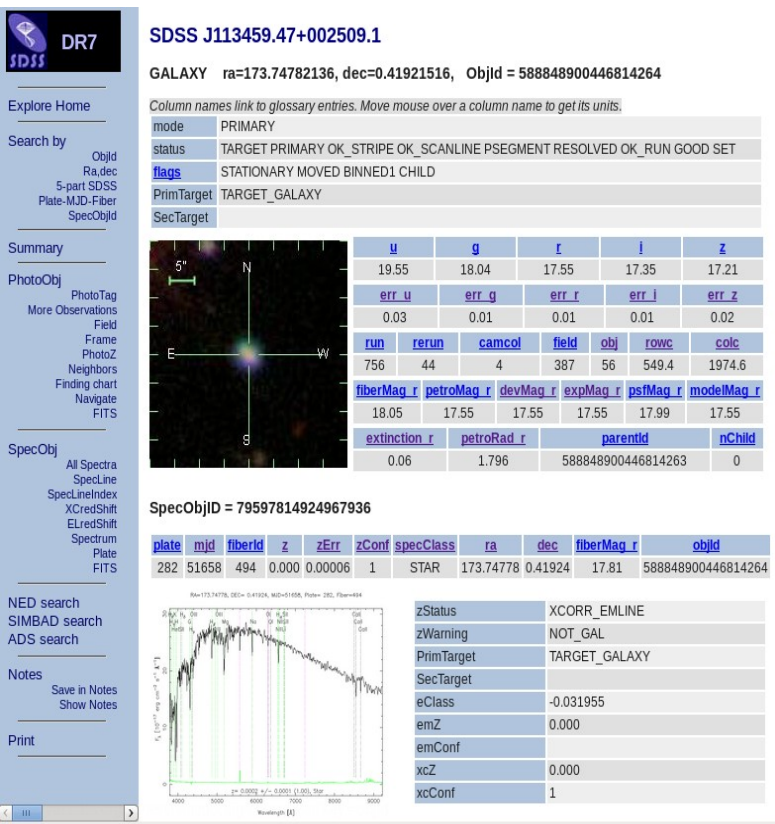 SDSS
DR7
Explore Home
Search by
ObjId
Ra,dec
5-part SDSS
Plate-MJD-Fiber
SpecObjId
Summary
PhotoObj
PhotoTag
More Observations
Field
Frame
PhotoZ
Neighbors
Finding chart
Navigate
FITS
SpecObj
All Spectra
SpecLine
SpecLineIndex
XCredShift
ELredShift
Spectrum
Plate
FITS
NED search
SIMBAD search
ADS search
Notes
Save in Notes
Show Notes
Print
SDSS J113459.47+002509.1
GALAXY ra=173.74782136, dec=0.41921516, ObjId = 588848900446814264
Column names link to glossary entries. Move mouse over a column name to get its units.
mode PRIMARY
status TARGET PRIMARY OK_STRIPE OK_SCANLINE PSEGMENT RESOLVED OK_RUN GOOD SET
flags STATIONARY MOVED BINNED1 CHILD
PrimTarget TARGET_GALAXY
SecTarget
5"
N
E W
S
u g r i z
19.55 18.04 17.55 17.35 17.21
err_u err_g err_r err_i err_z
0.03 0.01 0.01 0.01 0.02
run rerun camcol field obj rowc colc
756 44 4 387 56 549.4 1974.6
fiberMag_r petroMag_r devMag_r expMag_r psfMag_r modelMag_r
18.05 17.55 17.55 17.55 17.99 17.55
extinction_r petroRad_r parentId nChild
0.06 1.796 588848900446814263 0
SpecObjID = 79597814924967936
plate mjd fiberId z zErr zConf specClass ra dec fiberMag_r objId
282 51658 494 0.000 0.00006 1 STAR 173.74778 0.41924 17.81 588848900446814264
RA=173.74778, DEC= 0.41924, MJD=51658, Plate= 282, Fiber=494
z= 0.0002 +/- 0.0001 (1.00), Star
4000 5000 6000 7000 8000 9000
Wavelength [Å]
zStatus XCORR_EMLINE
zWarning NOT_GAL
PrimTarget TARGET_GALAXY
SecTarget
eClass -0.031955
emZ 0.000
emConf
xcZ 0.000
xcConf 1